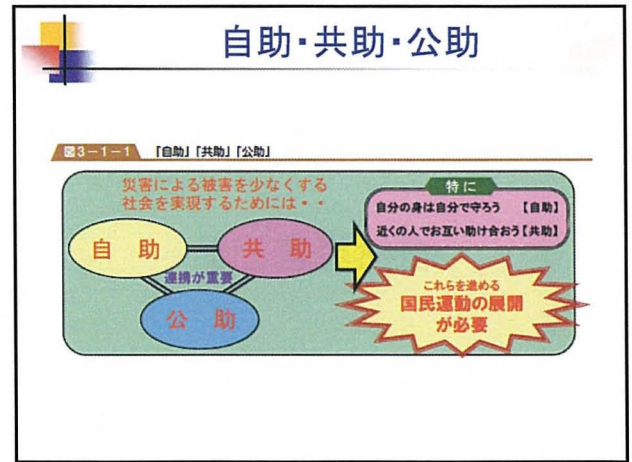 自助・共助・公助
図3－1－1 「自助」「共助」「公助」
災害による被害を少なくする
社会を実現するためには・・
自 助
共 助
連携が重要
公 助
特に
自分の身は自分で守ろう 【自助】
近くの人でお互い助け合おう【共助】
これらを進める
国民運動の展開
が必要